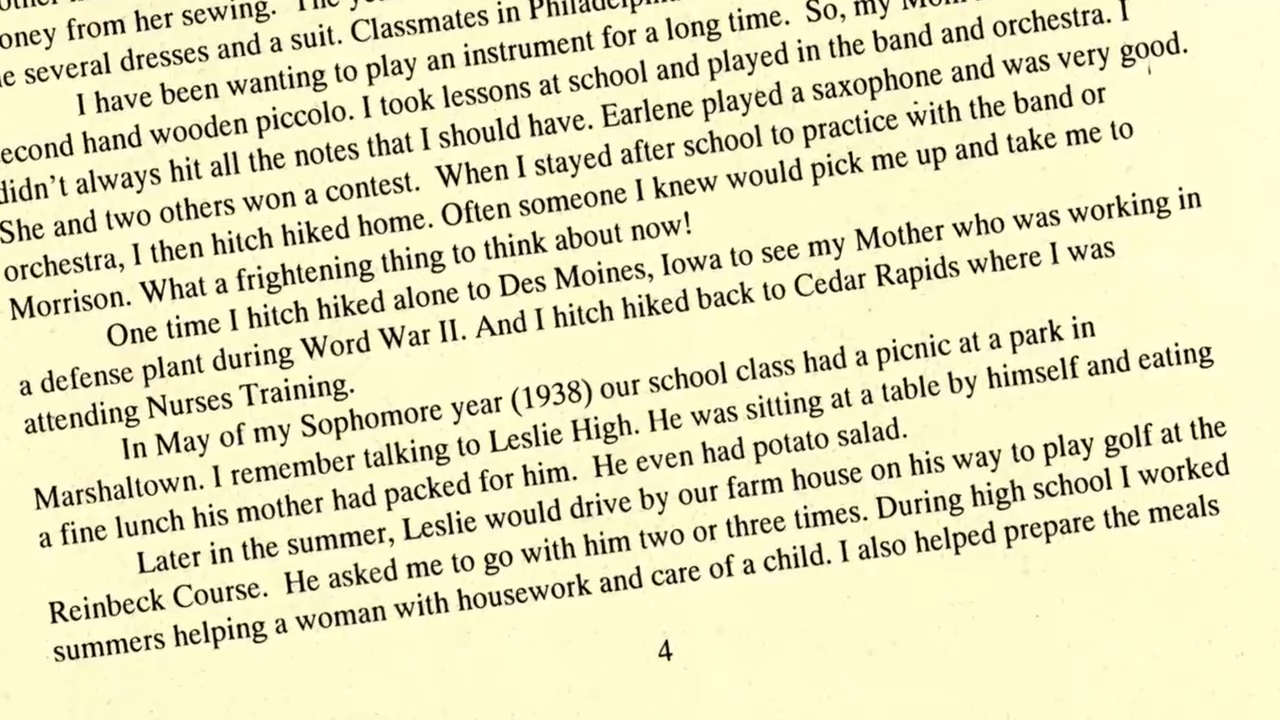 oney from her sewing. The
e several dresses and a suit. Classmates in
I have been wanting to play an instrument for a long time. So, my
econd hand wooden piccolo. I took lessons at school and played in the band and orchestra. I
didn't always hit all the notes that I should have. Earlene played a saxophone and was very good.
She and two others won a contest. When I stayed after school to practice with the band or
orchestra, I then hitch hiked home. Often someone I knew would pick me up and take me to
Morrison. What a frightening thing to think about now!
One time I hitch hiked alone to Des Moines, Iowa to see my Mother who was working in
a defense plant during Word War II. And I hitch hiked back to Cedar Rapids where I was
attending Nurses Training.
In May of my Sophomore year (1938) our school class had a picnic at a park in
Marshaltown. I remember talking to Leslie High. He was sitting at a table by himself and eating
a fine lunch his mother had packed for him. He even had potato salad.
Later in the summer, Leslie would drive by our farm house on his way to play golf at the
Reinbeck Course. He asked me to go with him two or three times. During high school I worked
summers helping a woman with housework and care of a child. I also helped prepare the meals
4